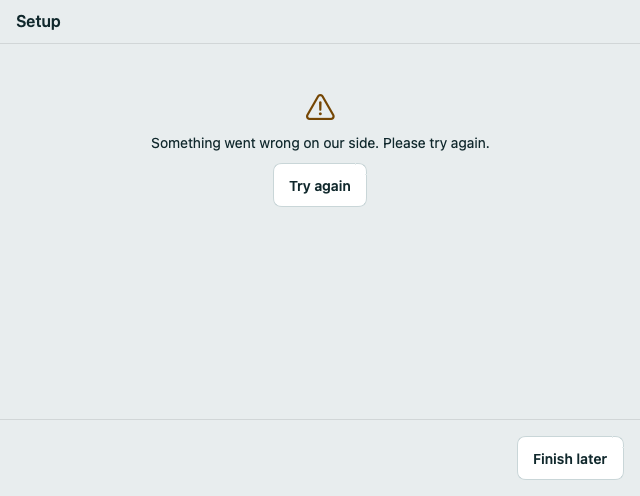 Setup
Something went wrong on our side. Please try again.
Try again
Finish later